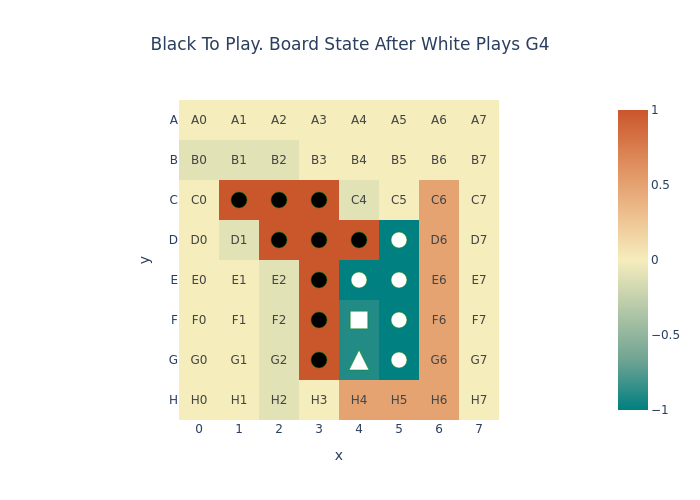 Black To Play. Board State After White Plays G4
A A0 A1 A2 A3 A4 A5 A6 A7
B B0 B1 B2 B3 B4 B5 B6 B7
C C0 C4 C5 C6 C7
D D0 D1 D6 D7
E E0 E1 E2 E6 E7
F F0 F1 F2 F6 F7
G G0 G1 G2 G6 G7
H H0 H1 H2 H3 H4 H5 H6 H7
0 1 2 3 4 5 6 7
x
y
1
0.5
0
−0.5
−1